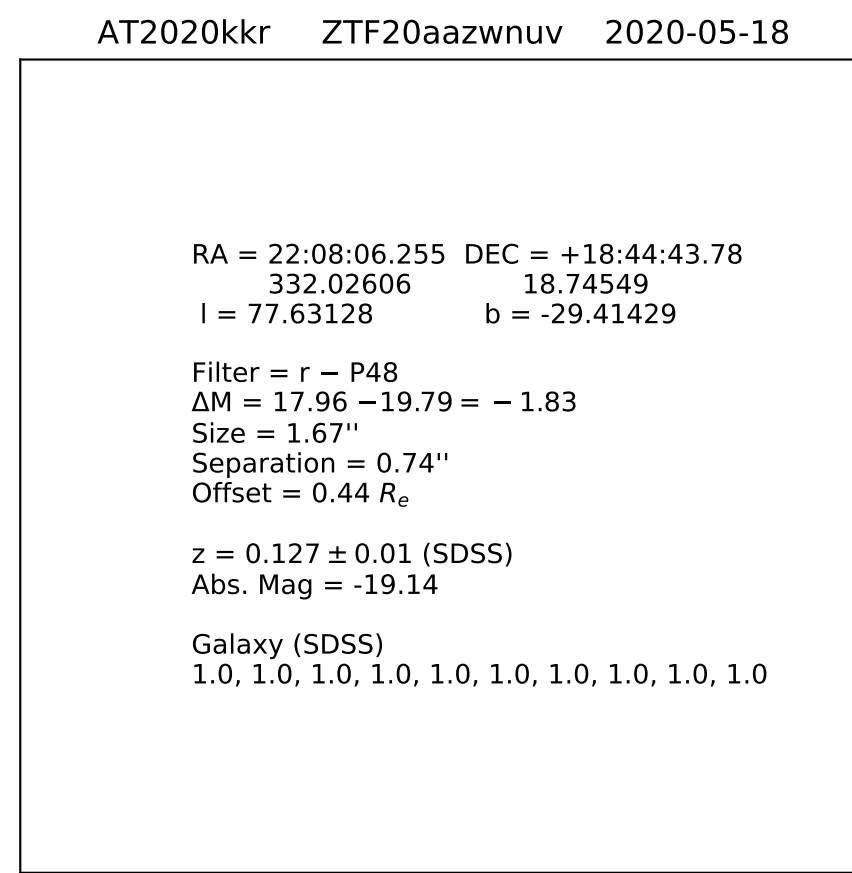 AT2020kkr ZTF20aazwnuv 2020-05-18
RA = 22:08:06.255 DEC = +18:44:43.78
332.02606 18.74549
l = 77.63128 b = -29.41429
Filter = r − P48
ΔM = 17.96 −19.79 = − 1.83
Size = 1.67''
Separation = 0.74''
Offset = 0.44 Re
z = 0.127 ± 0.01 (SDSS)
Abs. Mag = -19.14
Galaxy (SDSS)
1.0, 1.0, 1.0, 1.0, 1.0, 1.0, 1.0, 1.0, 1.0, 1.0